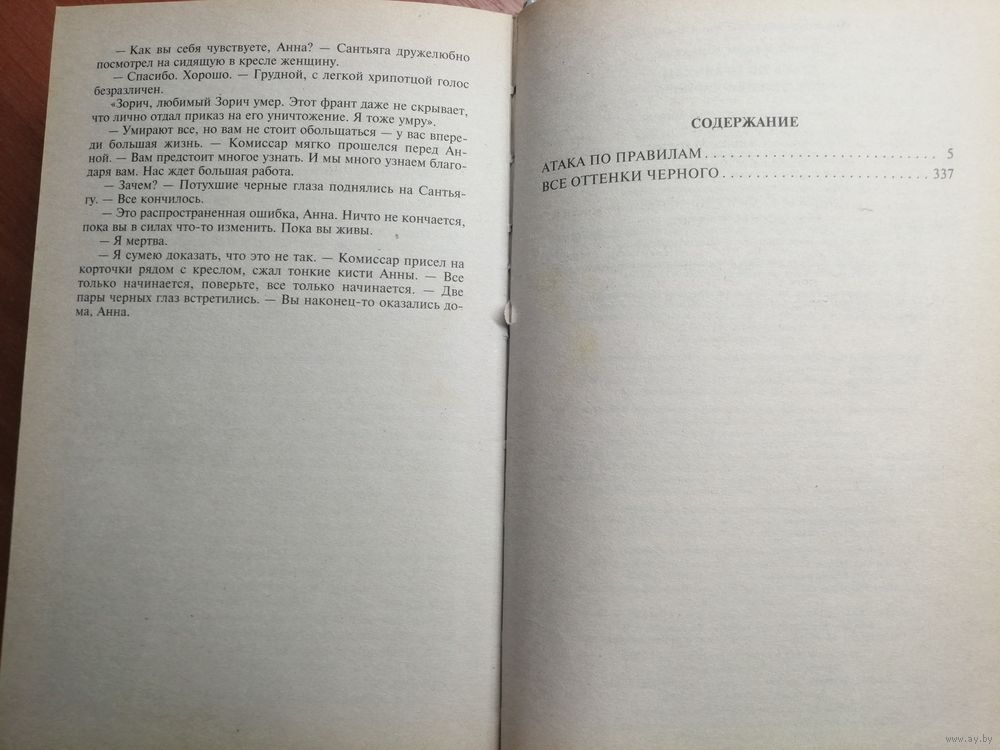 — Как вы себя чувствуете, Анна? — Сантьяга дружелюбно
посмотрел на сидящую в кресле женщину.
— Спасибо. Хорошо. — Грудной, с легкой хрипотцой голос
безразличен.
«Зорич, любимый Зорич умер. Этот франт даже не скрывает,
что лично отдал приказ на его уничтожение. Я тоже умру».
— Умирают все, но вам не стоит обольщаться — у вас впере-
ди большая жизнь. — Комиссар мягко прошелся перед Ан-
ной. — Вам предстоит многое узнать. И мы много узнаем благо-
даря вам. Нас ждет большая работа.
— Зачем? — Потухшие черные глаза поднялись на Сантья-
гу. — Все кончилось.
— Это распространенная ошибка, Анна. Ничто не кончается,
пока вы в силах что-то изменить. Пока вы живы.
— Я мертва.
— Я сумею доказать, что это не так. — Комиссар присел на
корточки рядом с креслом, сжал тонкие кисти Анны. — Все
только начинается, поверьте, все только начинается. — Две
пары черных глаз встретились. — Вы наконец-то оказались до-
ма, Анна.
СОДЕРЖАНИЕ
АТАКА ПО ПРАВИЛАМ . . . . . . . . . . . . . . . . . . . . . . . . . . . . 5
ВСЕ ОТТЕНКИ ЧЕРНОГО . . . . . . . . . . . . . . . . . . . . . . . . . 337
www.ay.by